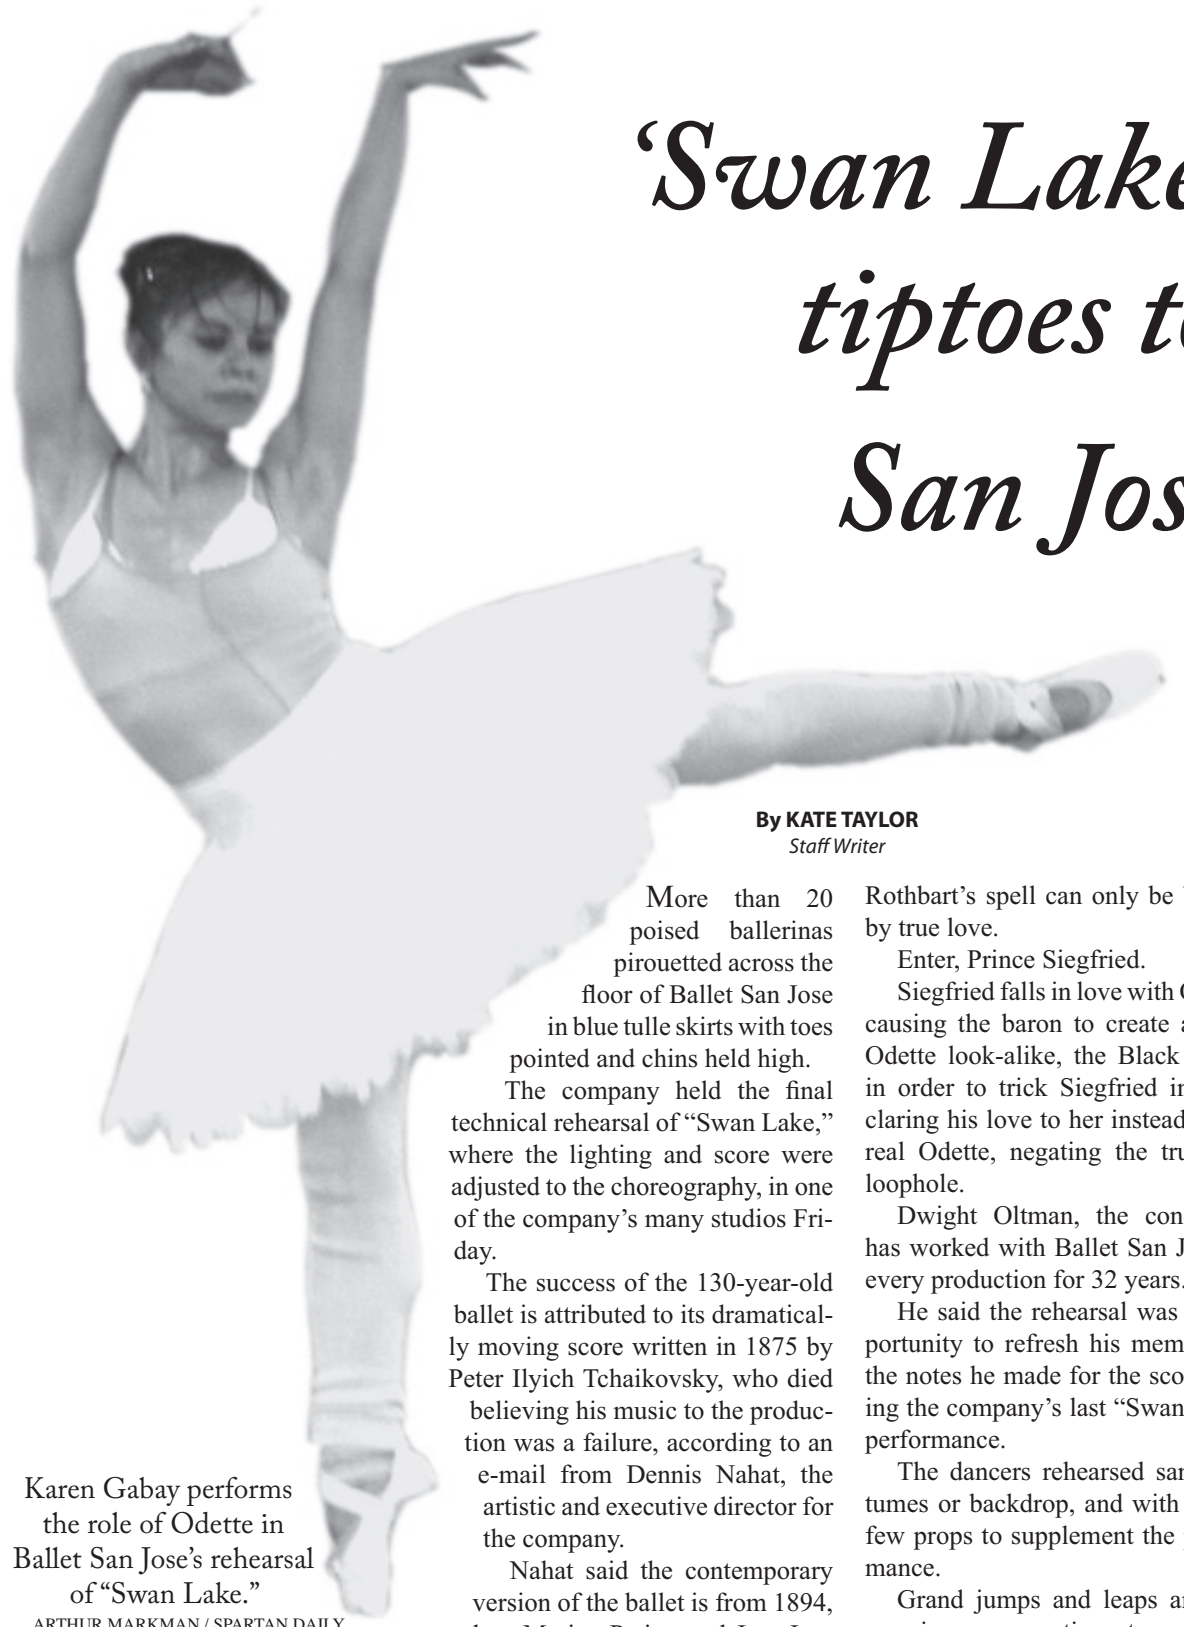 ‘Swan Lake
tiptoes
San Jos
By KATE TAYLOR
Staff Writer
More than 20
poised ballerinas
pirouetted across the
floor of Ballet San Jose
in blue tulle skirts with toes
pointed and chins held high.
The company held the final
technical rehearsal of “Swan Lake,”
where the lighting and score were
adjusted to the choreography, in one
of the company’s many studios Fri-
day.
The success of the 130-year-old
ballet is attributed to its dramatical-
ly moving score written in 1875 by
Peter Ilyich Tchaikovsky, who died
believing his music to the produc-
tion was a failure, according to an
e-mail from Dennis Nahat, the
artistic and executive director for
the company.
Nahat said the contemporary
version of the ballet is from 1894,
Rothbart’s spell can only be
by true love.
Enter, Prince Siegfried.
Siegfried falls in love with
causing the baron to create
Odette look-alike, the Black
in order to trick Siegfried in
claring his love to her instead
real Odette, negating the tru
loophole.
Dwight Oltman, the con
has worked with Ballet San J
every production for 32 years.
He said the rehearsal was
portunity to refresh his mem
the notes he made for the sco
ing the company’s last “Swan
performance.
The dancers rehearsed san
tumes or backdrop, and with
few props to supplement the
mance.
Grand jumps and leaps a
Karen Gabay performs
the role of Odette in
Ballet San Jose’s rehearsal
of “Swan Lake.”
ARTHUR MARKMAN / SPARTAN DAILY